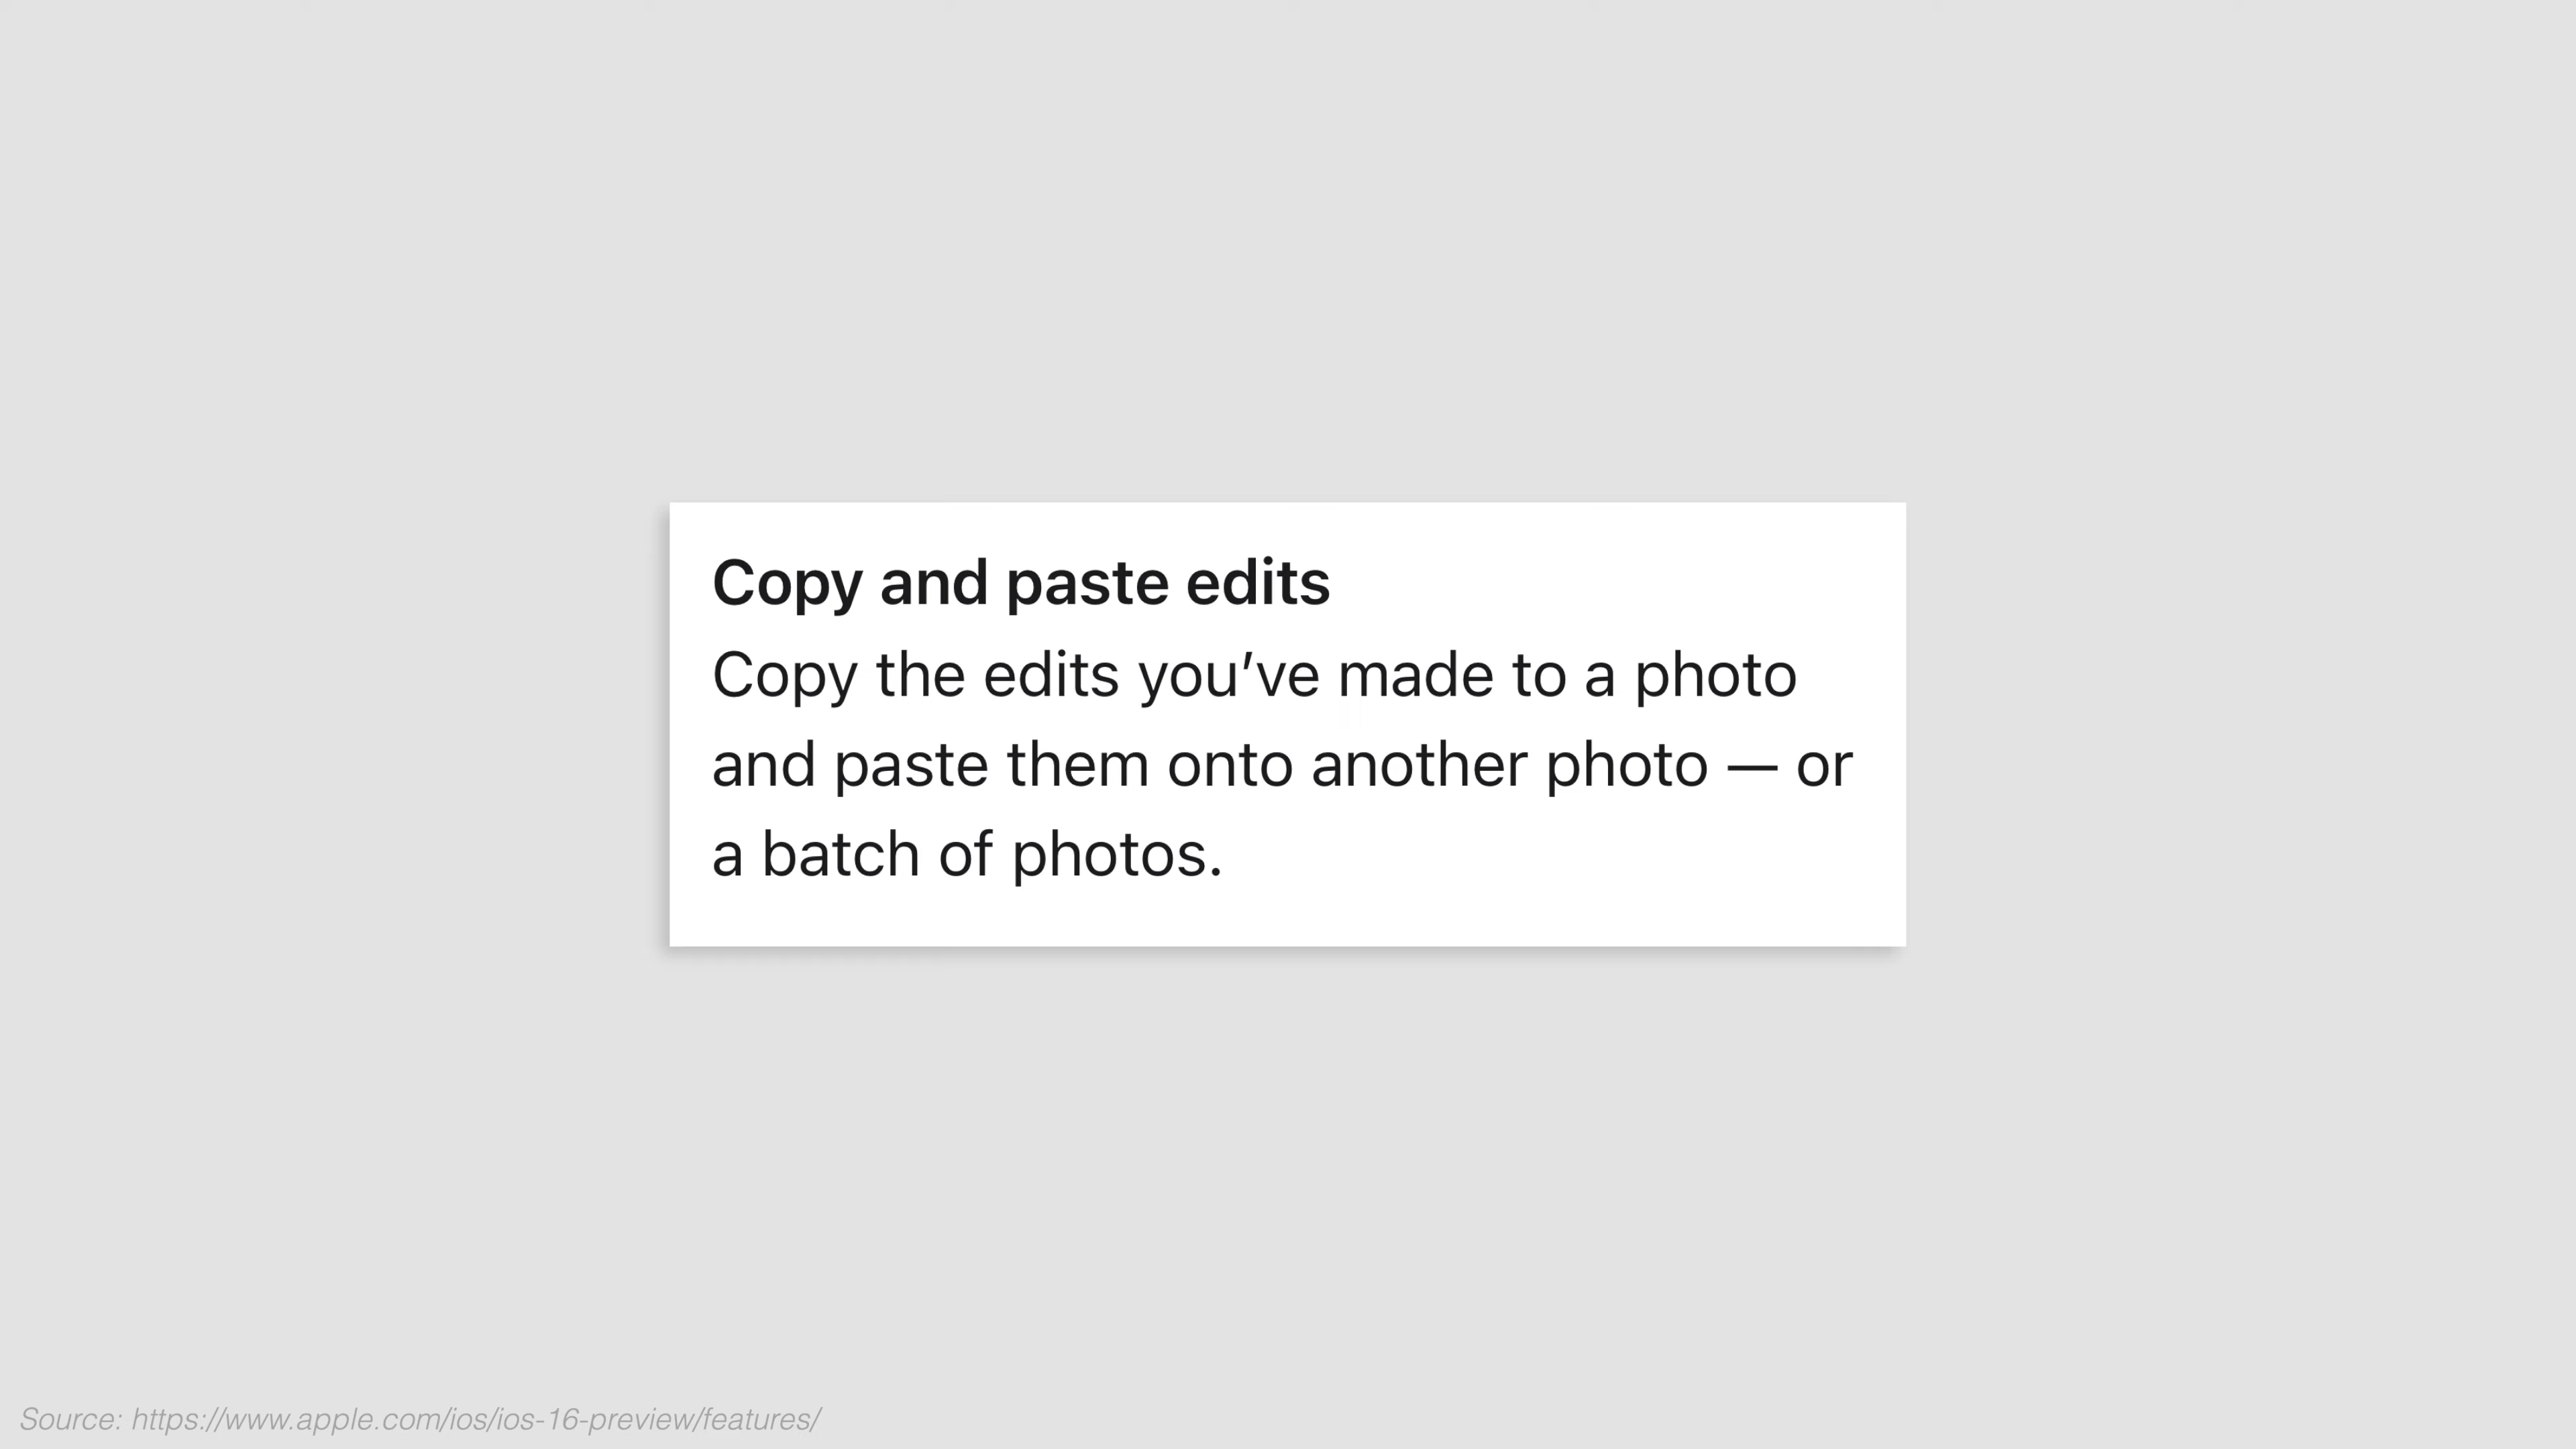 Copy and paste edits
Copy the edits you’ve made to a photo
and paste them onto another photo — or
a batch of photos.
Source: https://www.apple.com/ios/ios-16-preview/features/